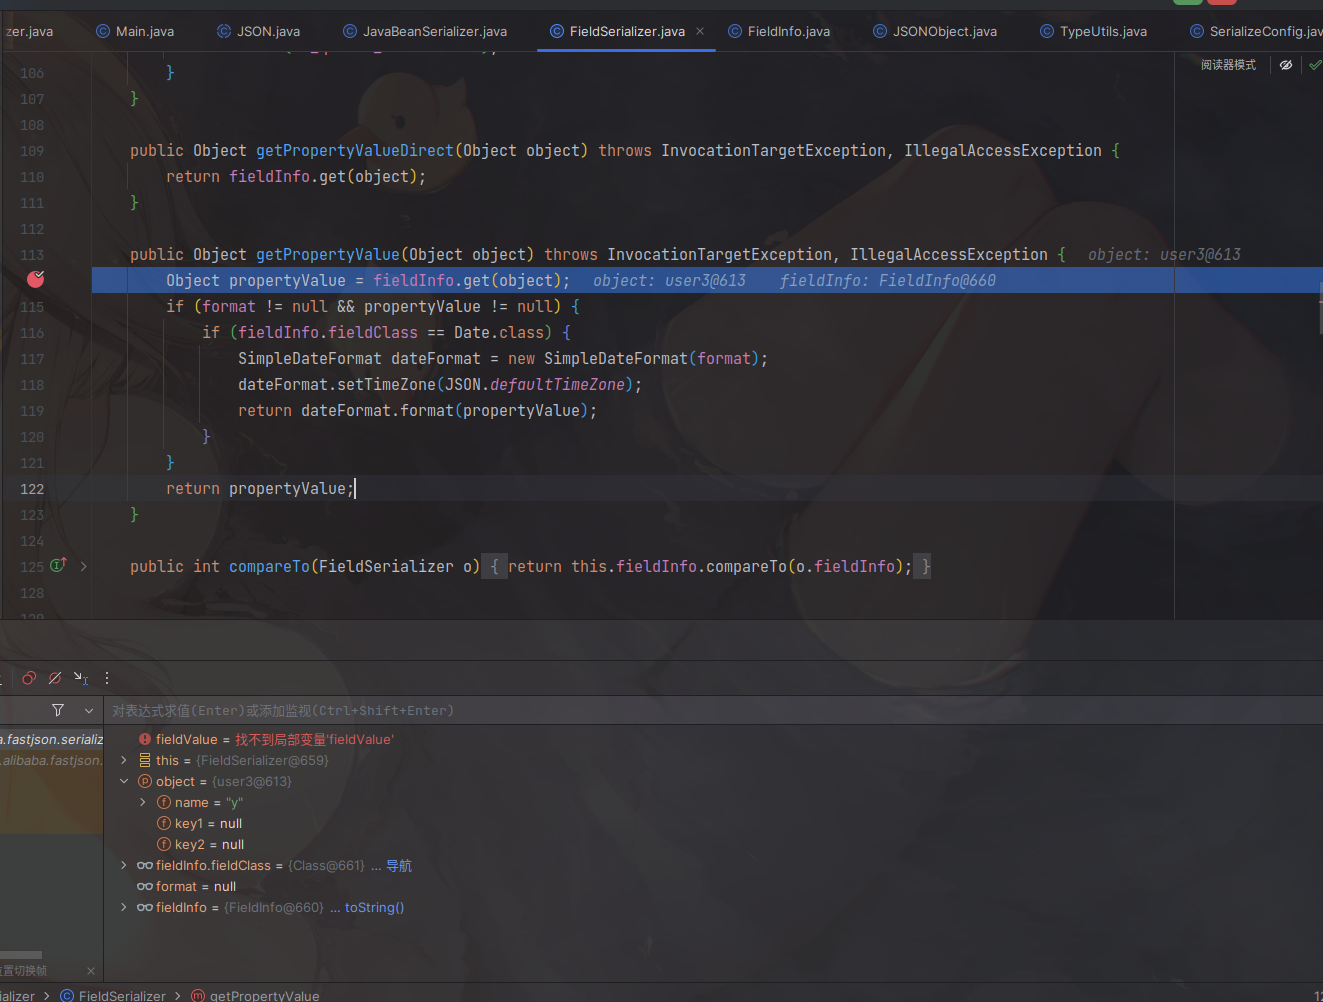 zer.java Main.java JSON.java JavaBeanSerializer.java FieldSerializer.java × FieldInfo.java JSONObject.java TypeUtils.java SerializeConfig.jav
阅读器模式
106 }
107 }
108
109 public Object getPropertyValueDirect(Object object) throws InvocationTargetException, IllegalAccessException {
110 return fieldInfo.get(object);
111 }
112
113 public Object getPropertyValue(Object object) throws InvocationTargetException, IllegalAccessException { object: user3@613
Object propertyValue = fieldInfo.get(object); object: user3@613 fieldInfo: FieldInfo@660
115 if (format != null && propertyValue != null) {
116 if (fieldInfo.fieldClass == Date.class) {
117 SimpleDateFormat dateFormat = new SimpleDateFormat(format);
118 dateFormat.setTimeZone(JSON.defaultTimeZone);
119 return dateFormat.format(propertyValue);
120 }
121 }
122 return propertyValue;
123 }
124
125 public int compareTo(FieldSerializer o) { return this.fieldInfo.compareTo(o.fieldInfo); }
128
对表达式求值(Enter)或添加监视(Ctrl+Shift+Enter)
a.fastjson.serializ
.alibaba.fastjson.
fieldValue = 找不到局部变量'fieldValue'
this = {FieldSerializer@659}
object = {user3@613}
name = "y"
key1 = null
key2 = null
fieldInfo.fieldClass = {Class@661} ... 导航
format = null
fieldInfo = {FieldInfo@660} ... toString()
置切换帧 ×
ializer > FieldSerializer > getPropertyValue